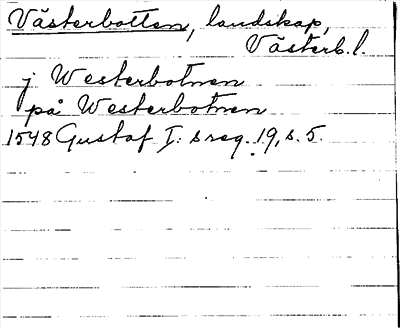 Västerbotten, landskap,
Västerb.l.
j Westerbotnen
på Westerbotnen
1548 Gustaf I: s reg. 19, s. 5.